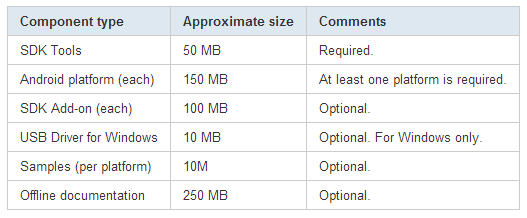 Component type Approximate size Comments
SDK Tools 50 MB Required.
Android platform (each) 150 MB At least one platform is required.
SDK Add-on (each) 100 MB Optional.
USB Driver for Windows 10 MB Optional. For Windows only.
Samples (per platform) 10M Optional.
Offline documentation 250 MB Optional.